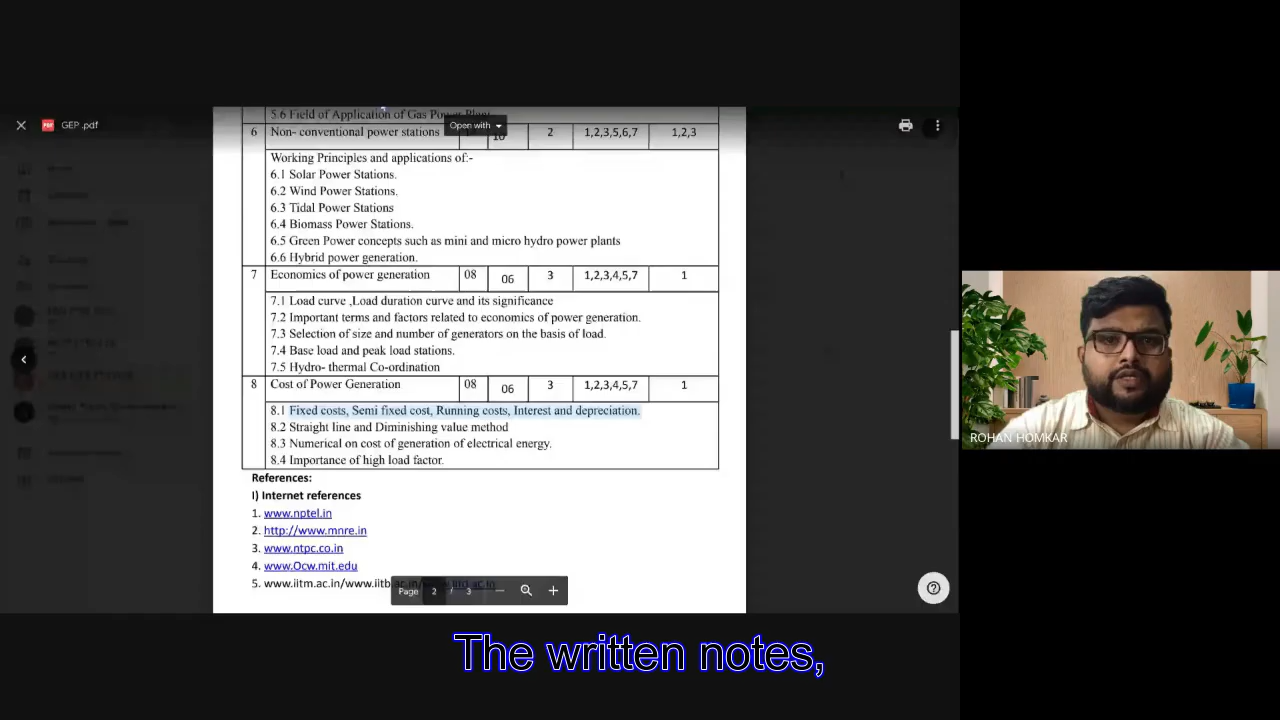 5.6 Field of Application of Gas Power Plant
GEP .pdf
Open with
6 Non- conventional power stations 10 2 1,2,3,5,6,7 1,2,3
Working Principles and applications of:-
6.1 Solar Power Stations.
6.2 Wind Power Stations.
6.3 Tidal Power Stations
6.4 Biomass Power Stations.
6.5 Green Power concepts such as mini and micro hydro power plants
6.6 Hybrid power generation.
7 Economics of power generation 08 06 3 1,2,3,4,5,7 1
7.1 Load curve ,Load duration curve and its significance
7.2 Important terms and factors related to economics of power generation.
7.3 Selection of size and number of generators on the basis of load.
7.4 Base load and peak load stations.
7.5 Hydro- thermal Co-ordination
8 Cost of Power Generation 08 06 3 1,2,3,4,5,7 1
8.1 Fixed costs, Semi fixed cost, Running costs, Interest and depreciation.
8.2 Straight line and Diminishing value method
8.3 Numerical on cost of generation of electrical energy.
8.4 Importance of high load factor.
References:
I) Internet references
1. www.nptel.in
2. http://www.mnre.in
3. www.ntpc.co.in
4. www.Ocw.mit.edu
5. www.iitm.ac.in/www.iitb.ac.in/
Page 2 / 3
ROHAN HOMKAR
The written notes,